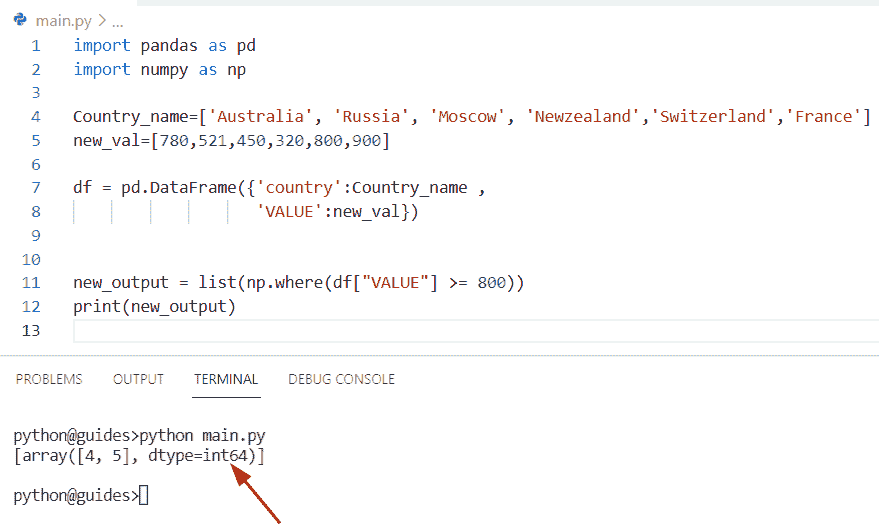 main.py > ...
1 import pandas as pd
2 import numpy as np
3
4 Country_name=['Australia', 'Russia', 'Moscow', 'Newzealand','Switzerland','France']
5 new_val=[780,521,450,320,800,900]
6
7 df = pd.DataFrame({'country':Country_name ,
8 'VALUE':new_val})
9
10
11 new_output = list(np.where(df["VALUE"] >= 800))
12 print(new_output)
13
PROBLEMS OUTPUT TERMINAL DEBUG CONSOLE
python@guides>python main.py
[array([4, 5], dtype=int64)]
python@guides>